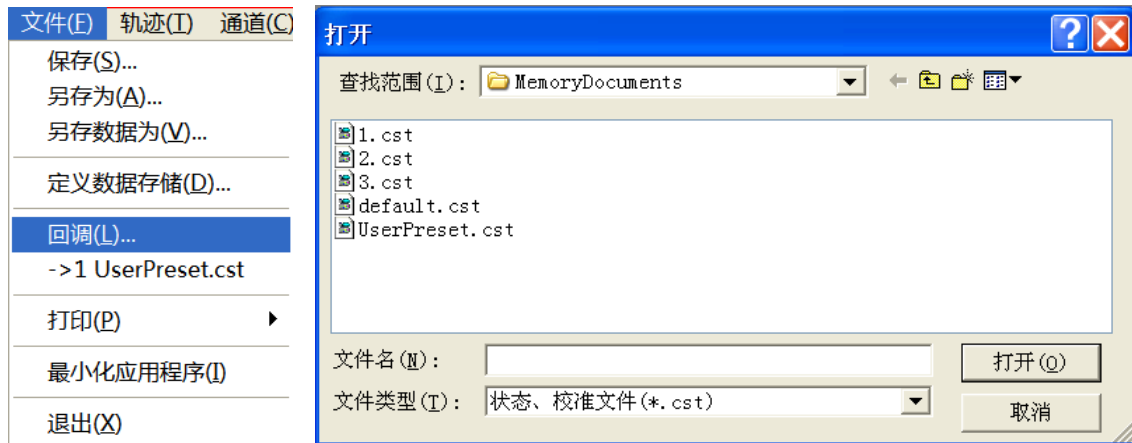 文件(F) 轨迹(T) 通道(C)
保存(S)...
另存为(A)...
另存数据为(V)...
定义数据存储(D)...
回调(L)...
->1 UserPreset.cst
打印(P)
最小化应用程序(I)
退出(X)
打开
查找范围(I): MemoryDocuments
1.cst
2.cst
3.cst
default.cst
UserPreset.cst
文件名(N):
打开(O)
文件类型(T): 状态、校准文件(*.cst)
取消